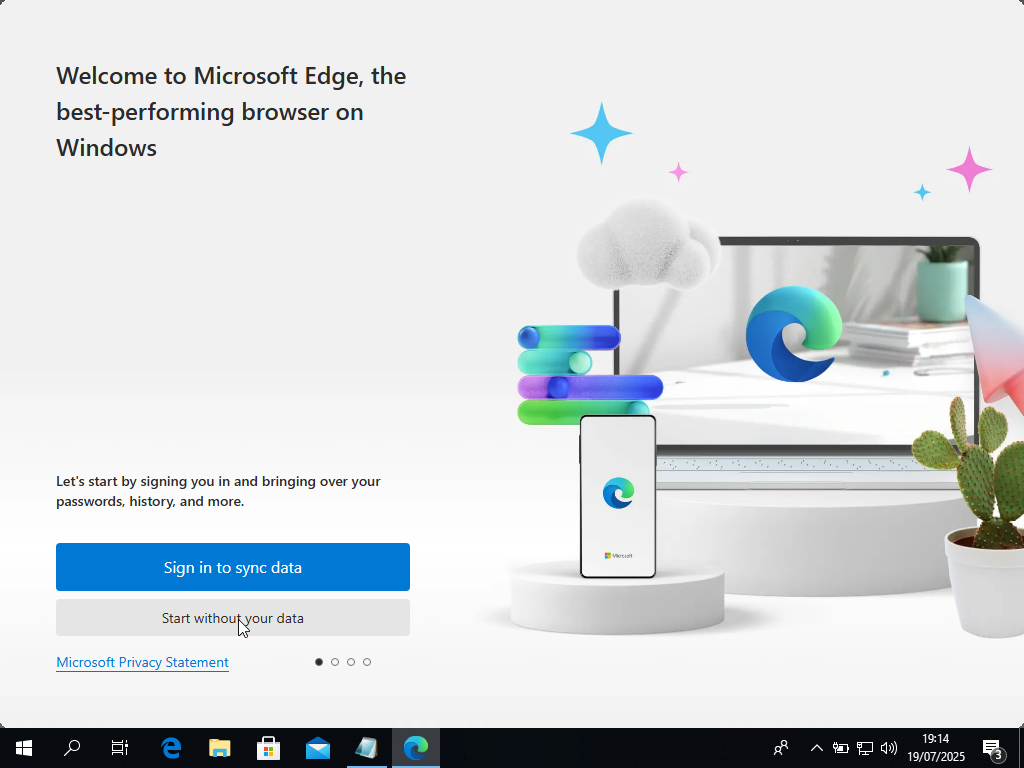 Welcome to Microsoft Edge, the
best-performing browser on
Windows
Let's start by signing you in and bringing over your
passwords, history, and more.
Sign in to sync data
Start without your data
Microsoft Privacy Statement
Microsoft
19:14
19/07/2025
3